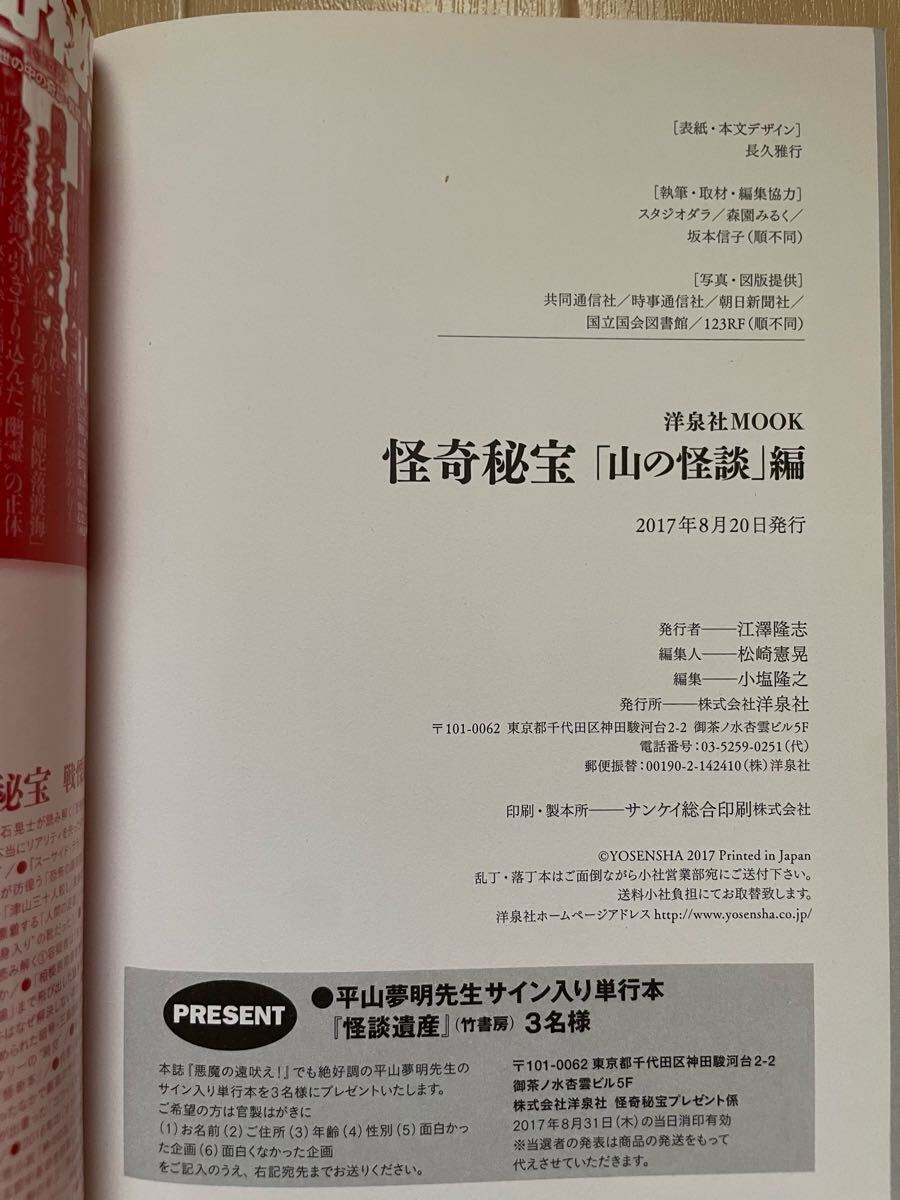 [表紙・本文デザイン]
長久雅行
[執筆・取材・編集協力]
スタジオダラ／森園みるく／
坂本信子(順不同)
[写真・図版提供]
共同通信社／時事通信社／朝日新聞社／
国立国会図書館／123RF(順不同)
洋泉社MOOK
怪奇秘宝「山の怪談」編
2017年8月20日発行
発行者――江澤隆志
編集人――松崎憲晃
編集――小塩隆之
発行所――株式会社洋泉社
〒101-0062 東京都千代田区神田駿河台2-2 御茶ノ水杏雲ビル5F
電話番号：03-5259-0251(代)
郵便振替：00190-2-142410(株)洋泉社
印刷・製本所――サンケイ総合印刷株式会社
©YOSENSHA 2017 Printed in Japan
乱丁・落丁本はご面倒ながら小社営業部宛にご送付下さい。
送料小社負担にてお取替致します。
洋泉社ホームページアドレス http://www.yosensha.co.jp/
PRESENT
●平山夢明先生サイン入り単行本
『怪談遺産』(竹書房) 3名様
本誌『悪魔の遠吠え！』でも絶好調の平山夢明先生の
サイン入り単行本を3名様にプレゼントいたします。
ご希望の方は官製はがきに
(1)お名前(2)ご住所(3)年齢(4)性別(5)面白かっ
た企画(6)面白くなかった企画
をご記入のうえ、右記宛先までお送りください。
〒101-0062 東京都千代田区神田駿河台2-2
御茶ノ水杏雲ビル5F
株式会社洋泉社 怪奇秘宝プレゼント係
2017年8月31日(木)の当日消印有効
※当選者の発表は商品の発送をもって
代えさせていただきます。